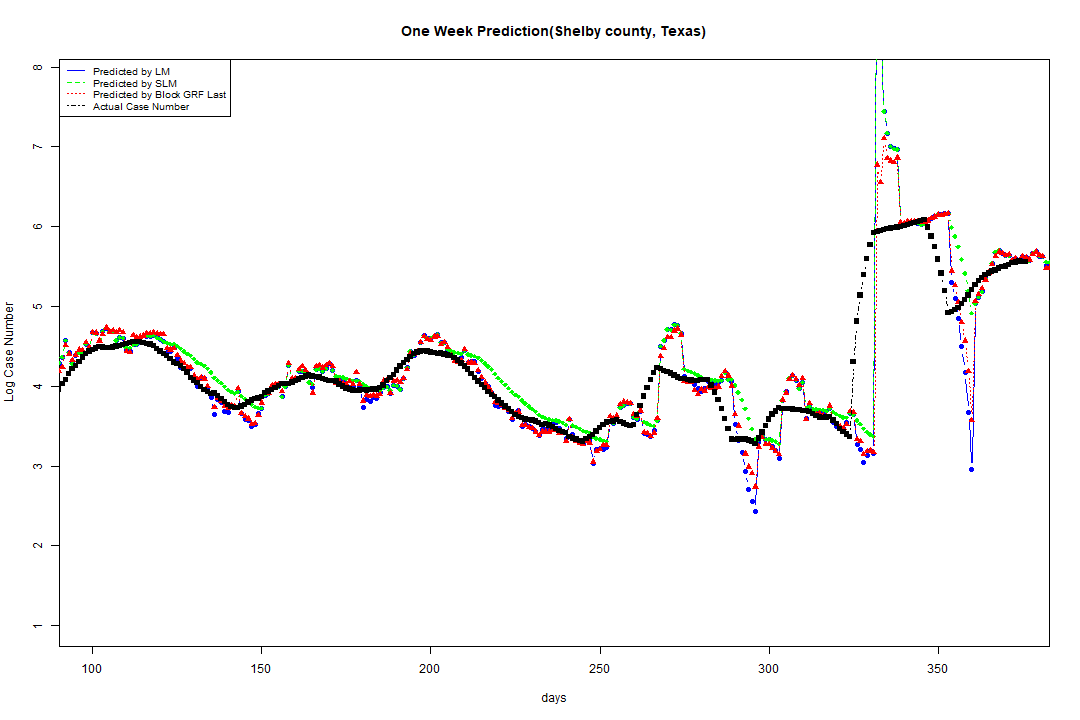 One Week Prediction(Shelby county, Texas)
Predicted by LM
Predicted by SLM
Predicted by Block GRF Last
Actual Case Number
8
7
6
5
4
3
2
1
Log Case Number
100 150 200 250 300 350
days